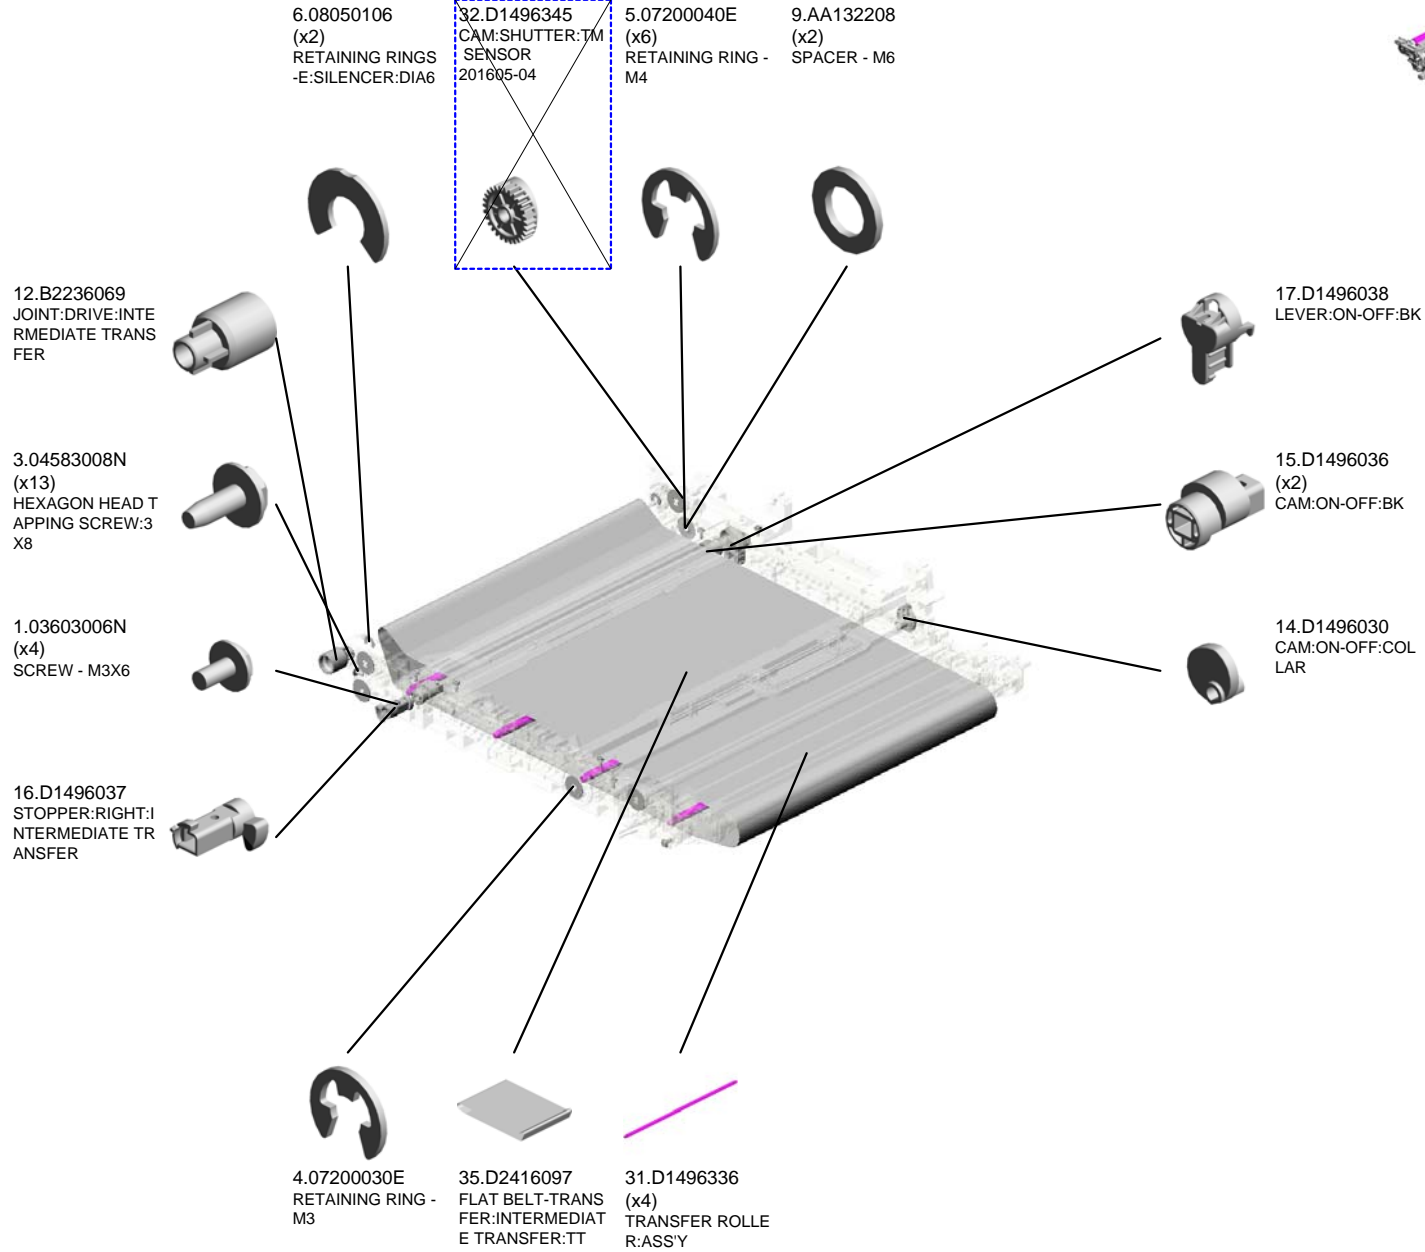 6.08050106
(x2)
RETAINING RINGS
-E:SILENCER:DIA6
32.D1496345
CAM:SHUTTER:TM
SENSOR
201605-04
5.07200040E
(x6)
RETAINING RING -
M4
9.AA132208
(x2)
SPACER - M6
12.B2236069
JOINT:DRIVE:INTE
RMEDIATE TRANS
FER
17.D1496038
LEVER:ON-OFF:BK
3.04583008N
(x13)
HEXAGON HEAD T
APPING SCREW:3
X8
15.D1496036
(x2)
CAM:ON-OFF:BK
1.03603006N
(x4)
SCREW - M3X6
14.D1496030
CAM:ON-OFF:COL
LAR
16.D1496037
STOPPER:RIGHT:I
NTERMEDIATE TR
ANSFER
4.07200030E
RETAINING RING -
M3
35.D2416097
FLAT BELT-TRANS
FER:INTERMEDIAT
E TRANSFER:TT
31.D1496336
(x4)
TRANSFER ROLLE
R:ASS'Y